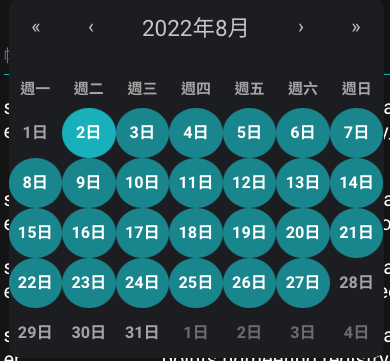 « ‹ 2022年8月 › »
週一 週二 週三 週四 週五 週六 週日
1日 2日 3日 4日 5日 6日 7日
8日 9日 10日 11日 12日 13日 14日
15日 16日 17日 18日 19日 20日 21日
22日 23日 24日 25日 26日 27日 28日
29日 30日 31日 1日 2日 3日 4日